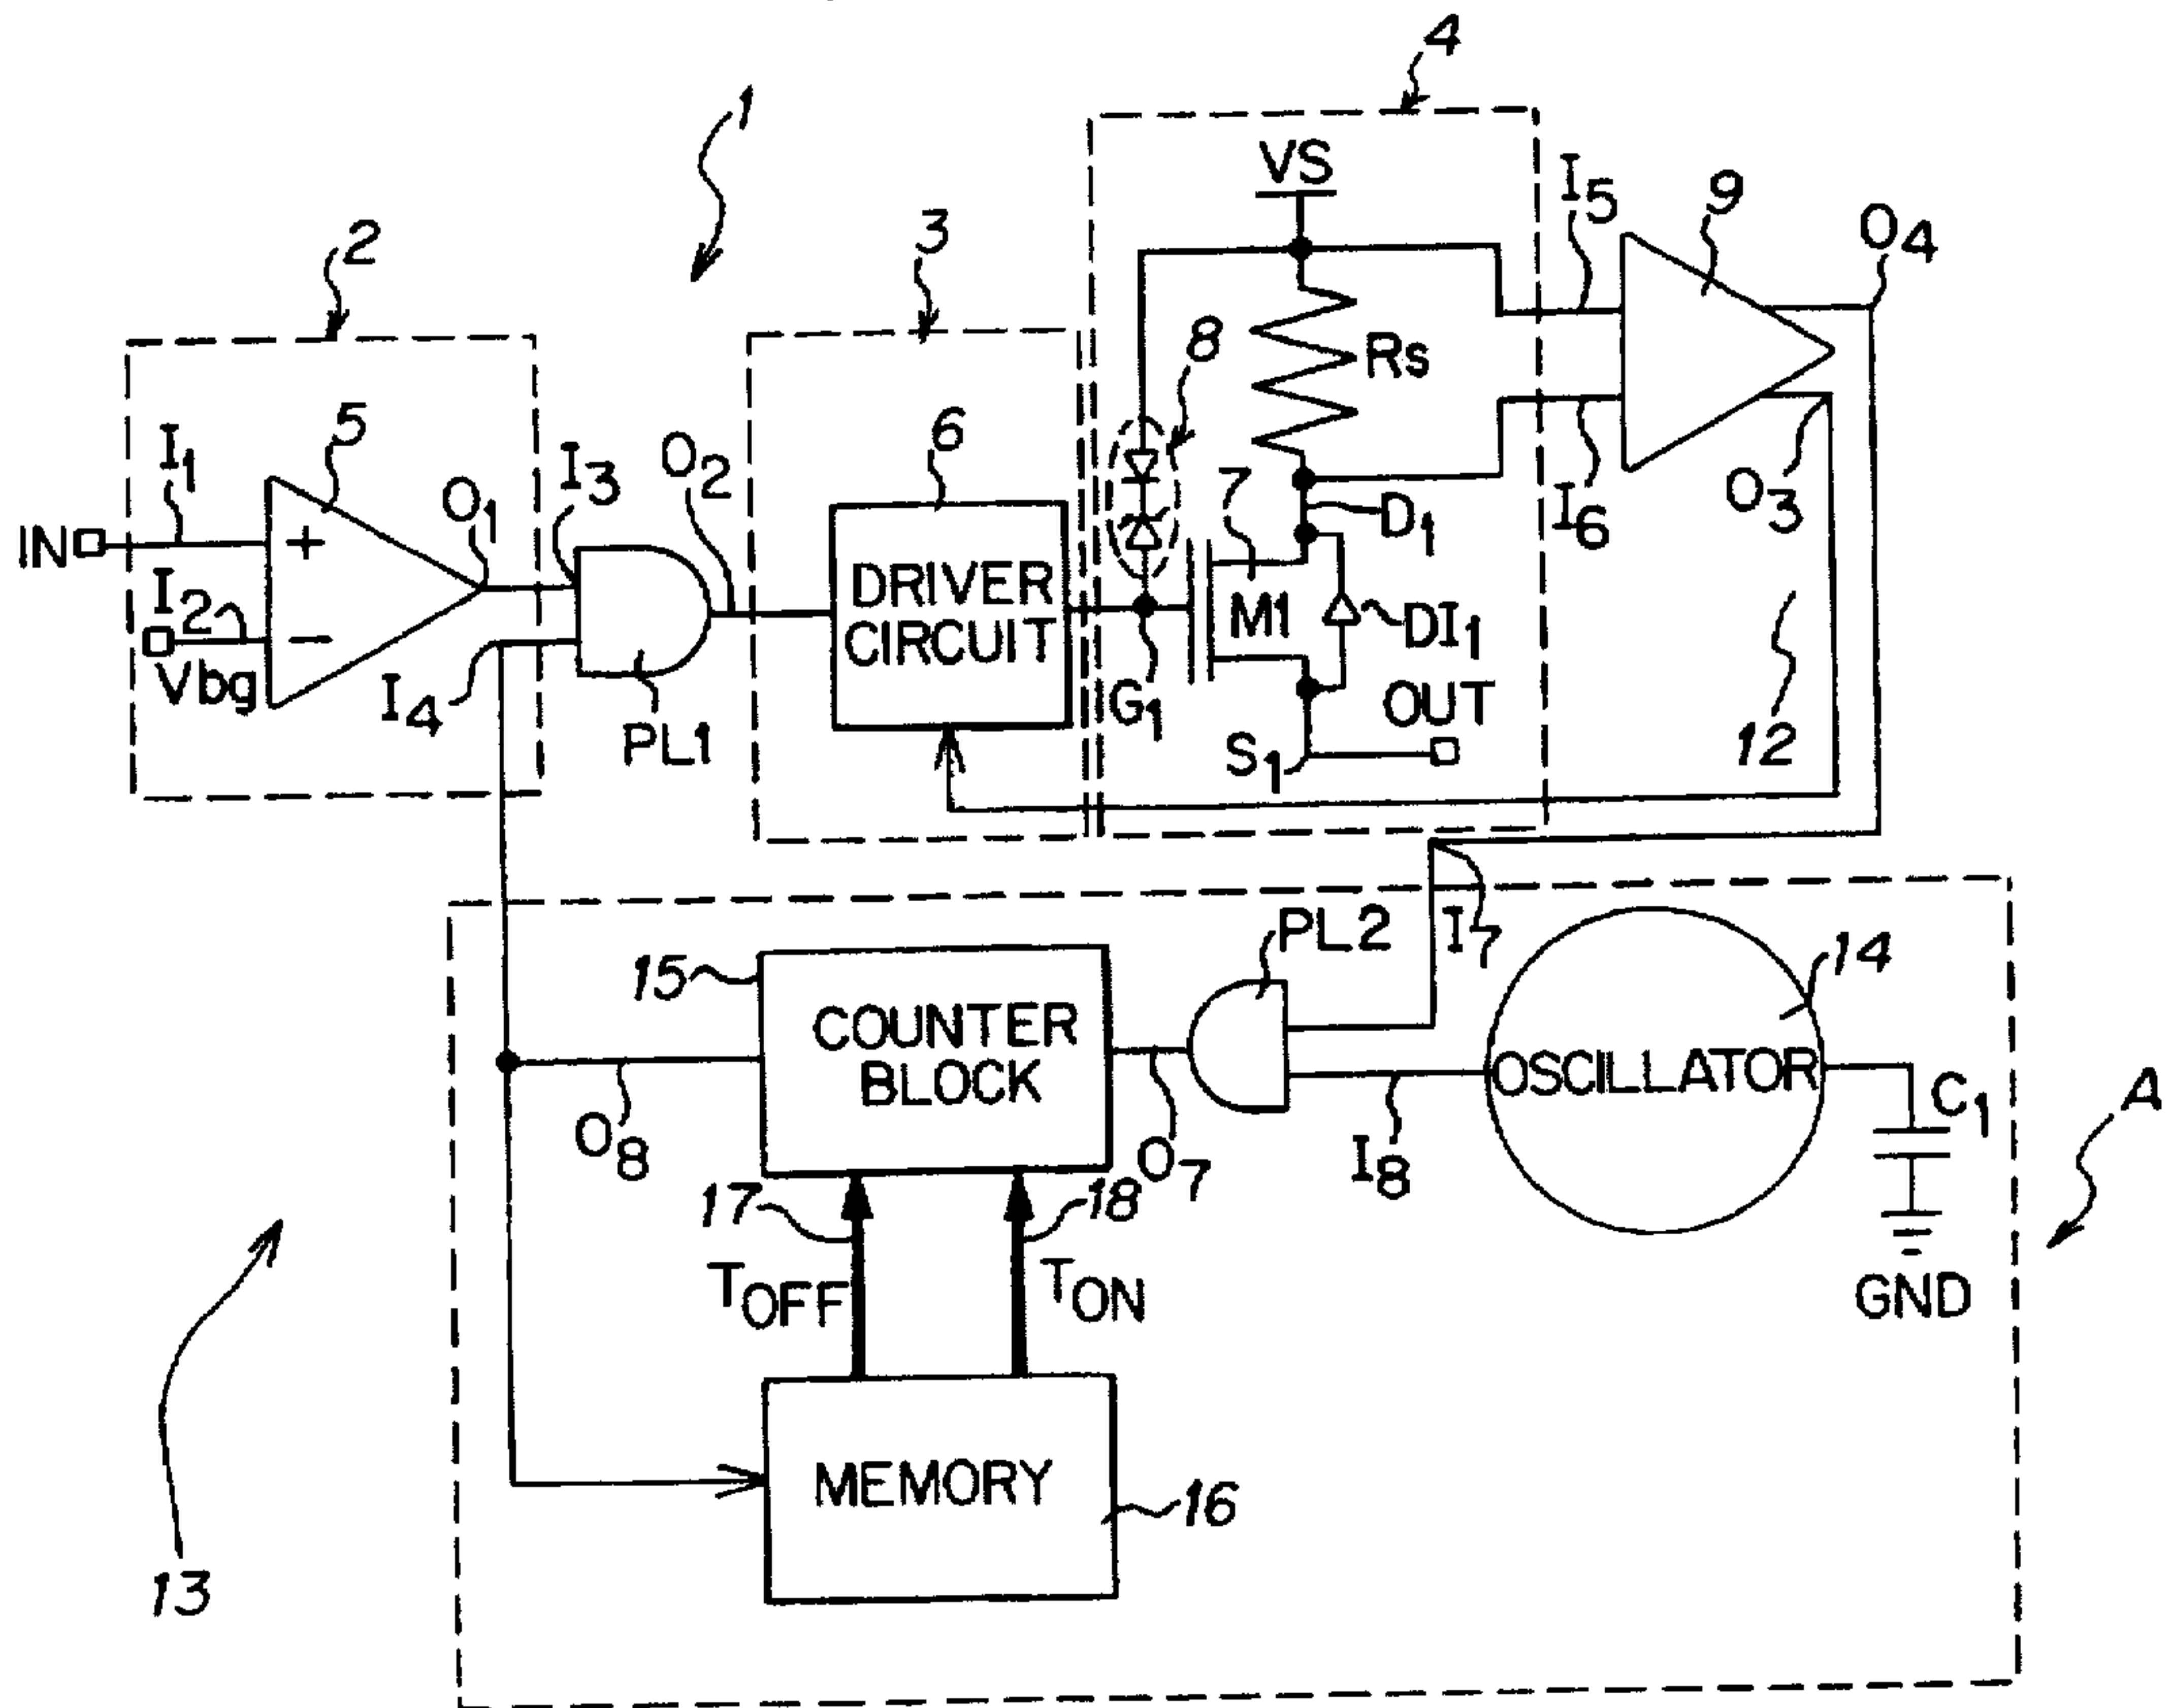 4
1
VS
I5
9
O4
3
2
8
Rs
6
5
I1
O1
I3
O2
7
D1
I6
O3
IN
+
I2
−
Vbg
DRIVER
CIRCUIT
M1
DI1
I4
PL1
G1
OUT
S1
12
PL2
I7
14
15
COUNTER
BLOCK
OSCILLATOR
C1
A
O8
O7
I8
17
18
TOFF
TON
GND
MEMORY
16
13